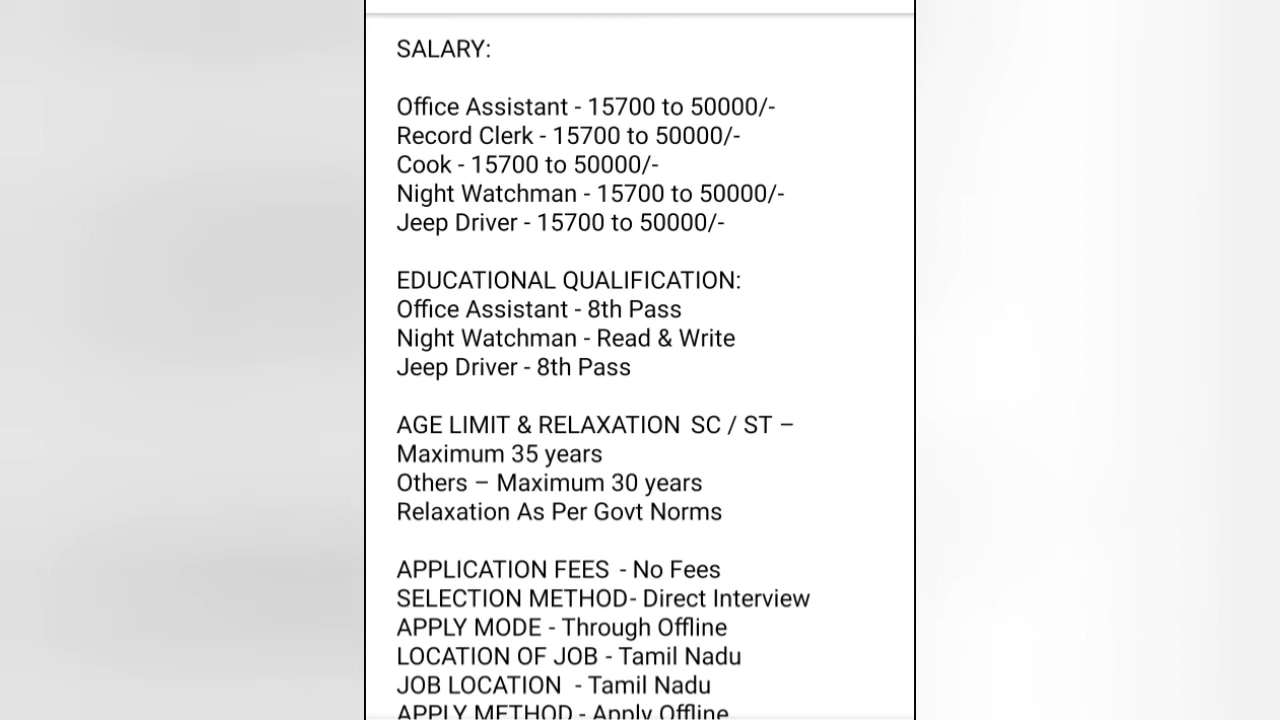 SALARY:
Office Assistant - 15700 to 50000/-
Record Clerk - 15700 to 50000/-
Cook - 15700 to 50000/-
Night Watchman - 15700 to 50000/-
Jeep Driver - 15700 to 50000/-
EDUCATIONAL QUALIFICATION:
Office Assistant - 8th Pass
Night Watchman - Read & Write
Jeep Driver - 8th Pass
AGE LIMIT & RELAXATION  SC / ST –
Maximum 35 years
Others – Maximum 30 years
Relaxation As Per Govt Norms
APPLICATION FEES  - No Fees
SELECTION METHOD- Direct Interview
APPLY MODE - Through Offline
LOCATION OF JOB - Tamil Nadu
JOB LOCATION  - Tamil Nadu
APPLY METHOD - Apply Offline